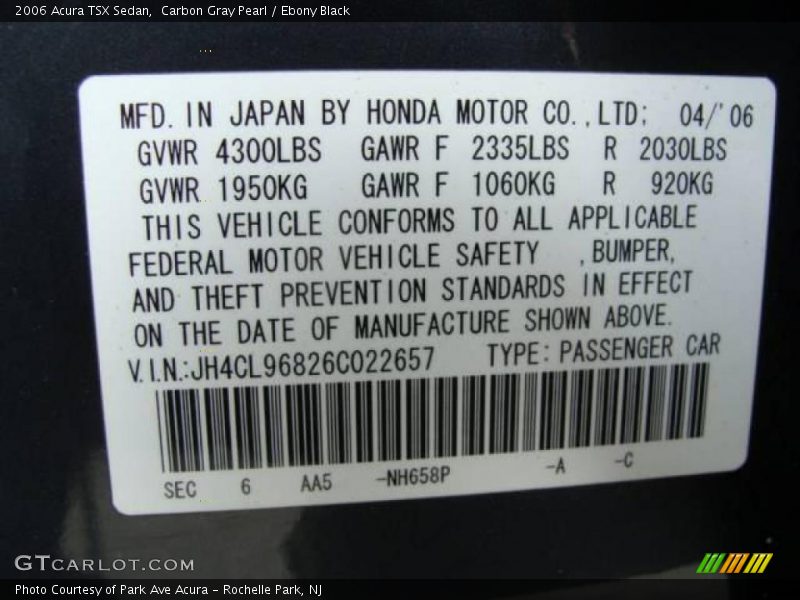 2006 Acura TSX Sedan,  Carbon Gray Pearl / Ebony Black
MFD. IN JAPAN BY HONDA MOTOR CO.,LTD; 04/'06
GVWR 4300LBS GAWR F 2335LBS R 2030LBS
GVWR 1950KG GAWR F 1060KG R 920KG
THIS VEHICLE CONFORMS TO ALL APPLICABLE
FEDERAL MOTOR VEHICLE SAFETY ,BUMPER,
AND THEFT PREVENTION STANDARDS IN EFFECT
ON THE DATE OF MANUFACTURE SHOWN ABOVE.
V.I.N.:JH4CL96826C022657 TYPE:PASSENGER CAR
SEC 6 AA5 -NH658P -A -C
GTCARLOT.COM
Photo Courtesy of Park Ave Acura – Rochelle Park, NJ